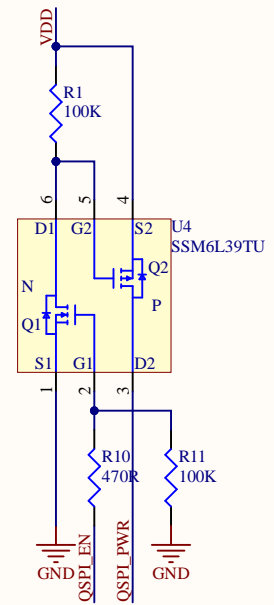 VDD
R1
100K
6
5
4
D1
G2
S2
U4
SSM6L39TU
Q2
N
P
Q1
S1
G1
D2
1
2
3
R10
470R
R11
100K
QSPI_EN
QSPI_PWR
GND
GND